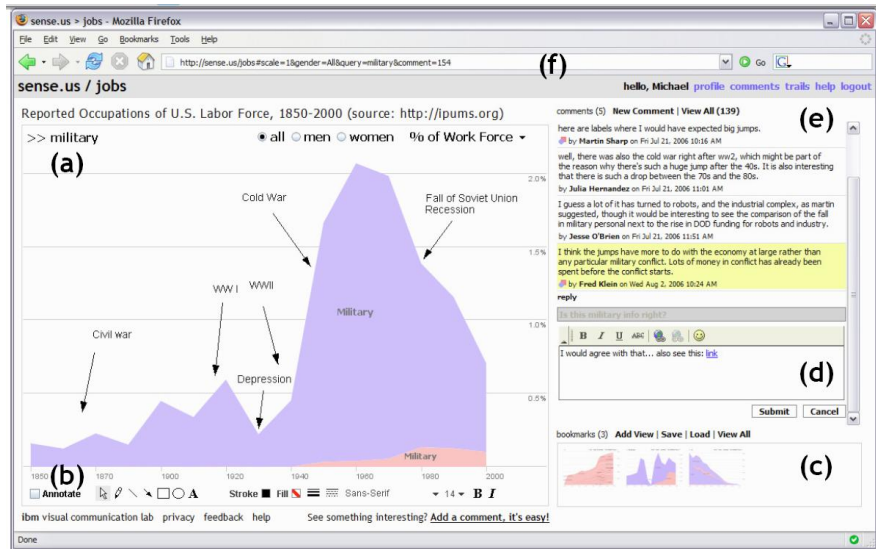 sense.us > jobs - Mozilla Firefox
File Edit View Go Bookmarks Tools Help
http://sense.us/jobs#scale=1&gender=All&query=military&comment=154
Go
G
(f)
sense.us / jobs
hello, Michael profile comments trails help logout
Reported Occupations of U.S. Labor Force, 1850-2000 (source: http://ipums.org)
>> military
all men women
% of Work Force
(a)
2.0%
Cold War
Fall of Soviet Union
Recession
1.5%
WW I
WWII
Military
1.0%
Civil war
Depression
0.5%
Military
1850
1870
1900
1920
1940
1960
1980
2000
(b)
Annotate
A
Stroke
Fill
Sans-Serif
14
B I
ibm visual communication lab privacy feedback help
See something interesting? Add a comment, it's easy!
comments (5) New Comment | View All (139)
(e)
here are labels where I would have expected big jumps.
by Martin Sharp on Fri Jul 21, 2006 10:16 AM
well, there was also the cold war right after ww2, which might be part of
the reason why there's such a huge jump after the 40s. It is also interesting
that there is such a drop between the 70s and the 80s.
by Julia Hernandez on Fri Jul 21, 2006 11:01 AM
I guess a lot of it has turned to robots, and the industrial complex, as martin
suggested, though it would be interesting to see the comparison of the fall
in military personal next to the rise in DOD funding for robots and industry.
by Jesse O'Brien on Fri Jul 21, 2006 11:51 AM
I think the jumps have more to do with the economy at large rather than
any particular military conflict. Lots of money in conflict has already been
spent before the conflict starts.
by Fred Klein on Wed Aug 2, 2006 10:24 AM
reply
Is this military info right?
B I U ABC
I would agree with that... also see this: link
(d)
Submit Cancel
bookmarks (3) Add View | Save | Load | View All
(c)
Done